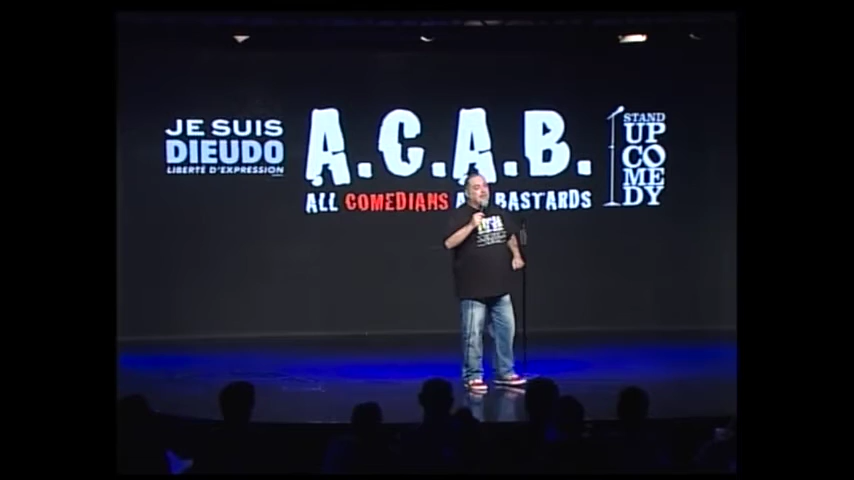 JE SUIS
DIEUDO
LIBERTÉ D'EXPRESSION
A.C.A.B.
ALL COMEDIANS A BASTARDS
STAND
UP
CO
ME
DY